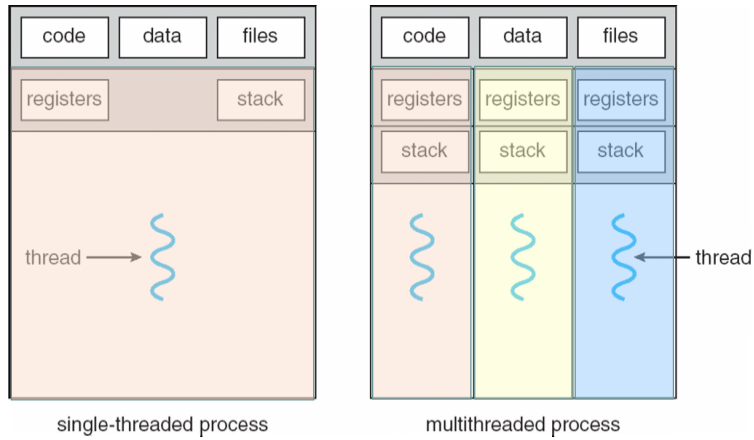 code data files
registers stack
thread
single-threaded process
code data files
registers registers registers
stack stack stack
thread
multithreaded process